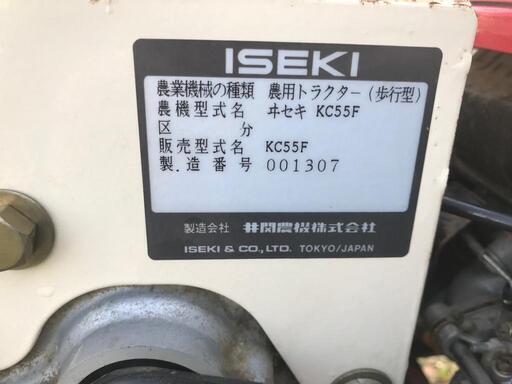 ISEKI
農業機械の種類 農用トラクター(歩行型)
農機型式名 ヰセキ KC55F
区分
販売型式名 KC55F
製.造番号 001307
製造会社 井関農機株式会社
ISEKI & CO., LTD. TOKYO/JAPAN